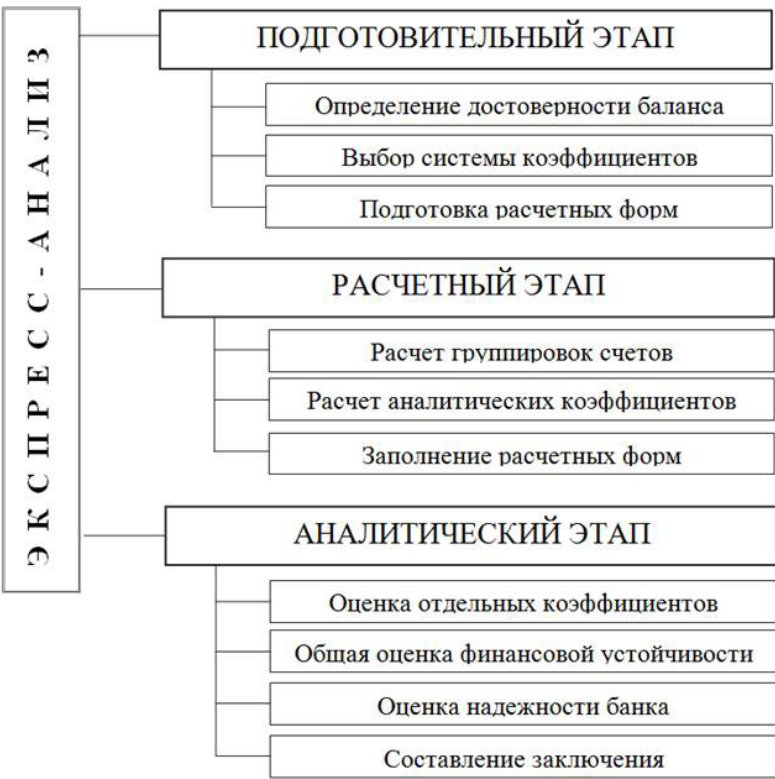 ЭКСПРЕСС-АНАЛИЗ
ПОДГОТОВИТЕЛЬНЫЙ ЭТАП
Определение достоверности баланса
Выбор системы коэффициентов
Подготовка расчетных форм
РАСЧЕТНЫЙ ЭТАП
Расчет группировок счетов
Расчет аналитических коэффициентов
Заполнение расчетных форм
АНАЛИТИЧЕСКИЙ ЭТАП
Оценка отдельных коэффициентов
Общая оценка финансовой устойчивости
Оценка надежности банка
Составление заключения